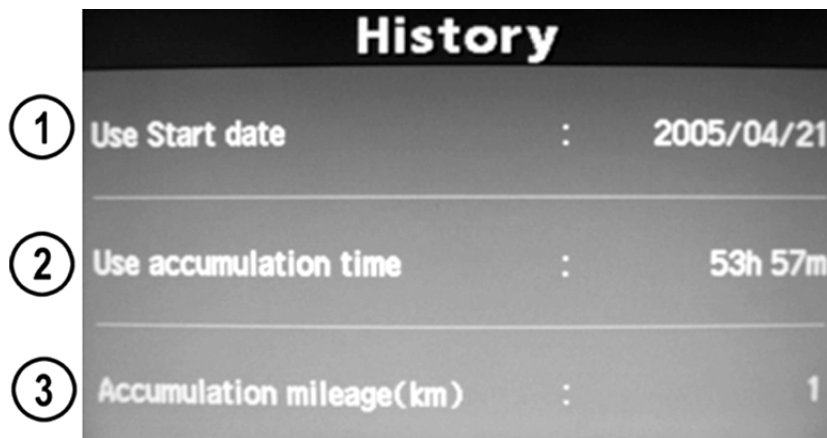 History
1 Use Start date : 2005/04/21
2 Use accumulation time : 53h 57m
3 Accumulation mileage(km) : 1